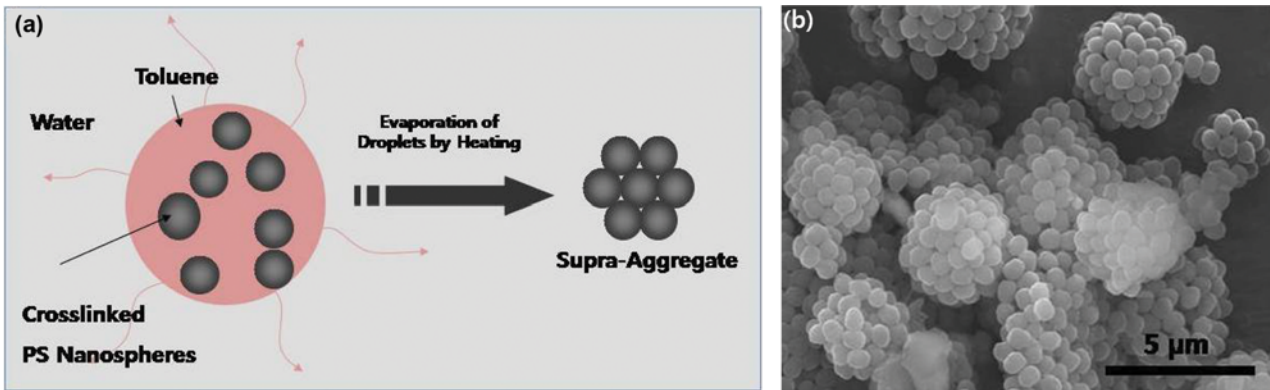 (a)
Toluene
Water
Evaporation of
Droplets by Heating
Supra-Aggregate
Crosslinked
PS Nanospheres
(b)
5 μm